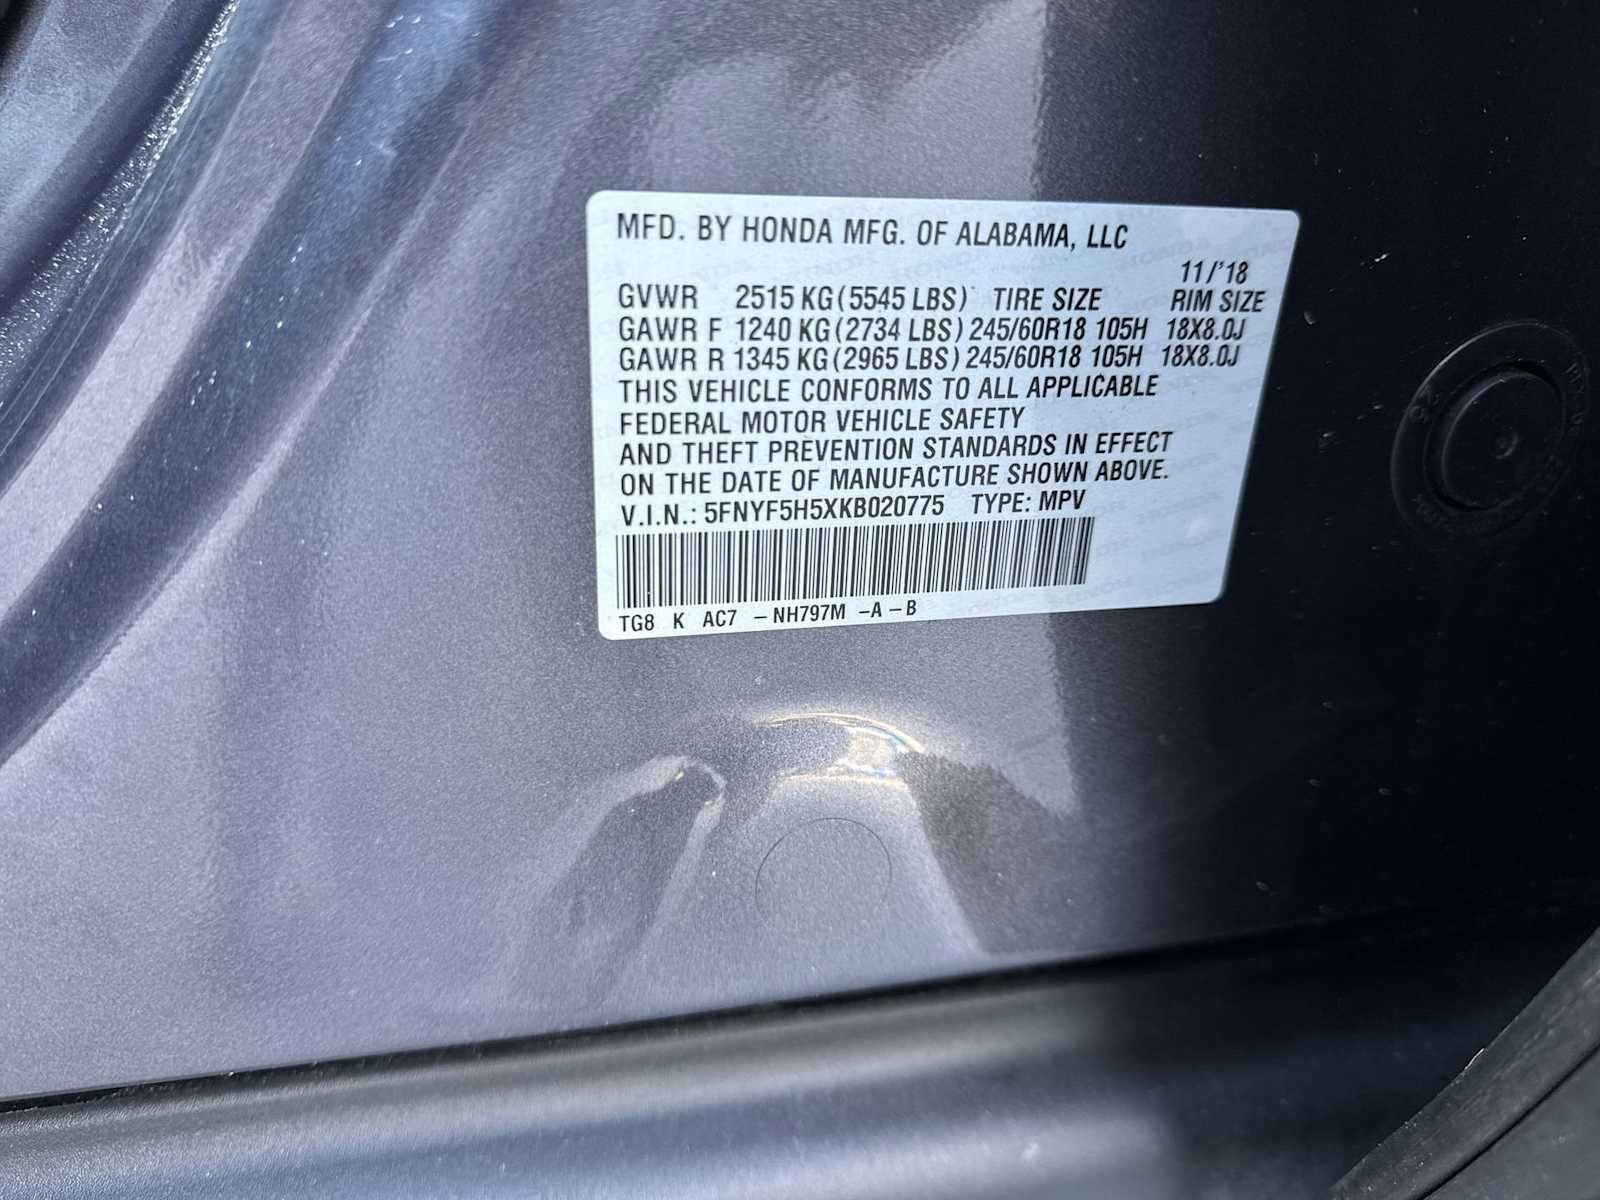 MFD. BY HONDA MFG. OF ALABAMA, LLC
11/'18
GVWR 2515 KG (5545 LBS) TIRE SIZE RIM SIZE
GAWR F 1240 KG (2734 LBS) 245/60R18 105H 18X8.0J
GAWR R 1345 KG (2965 LBS) 245/60R18 105H 18X8.0J
THIS VEHICLE CONFORMS TO ALL APPLICABLE
FEDERAL MOTOR VEHICLE SAFETY
AND THEFT PREVENTION STANDARDS IN EFFECT
ON THE DATE OF MANUFACTURE SHOWN ABOVE.
V.I.N.: 5FNYF5H5XKB020775 TYPE: MPV
TG8 K AC7 -NH797M -A-B